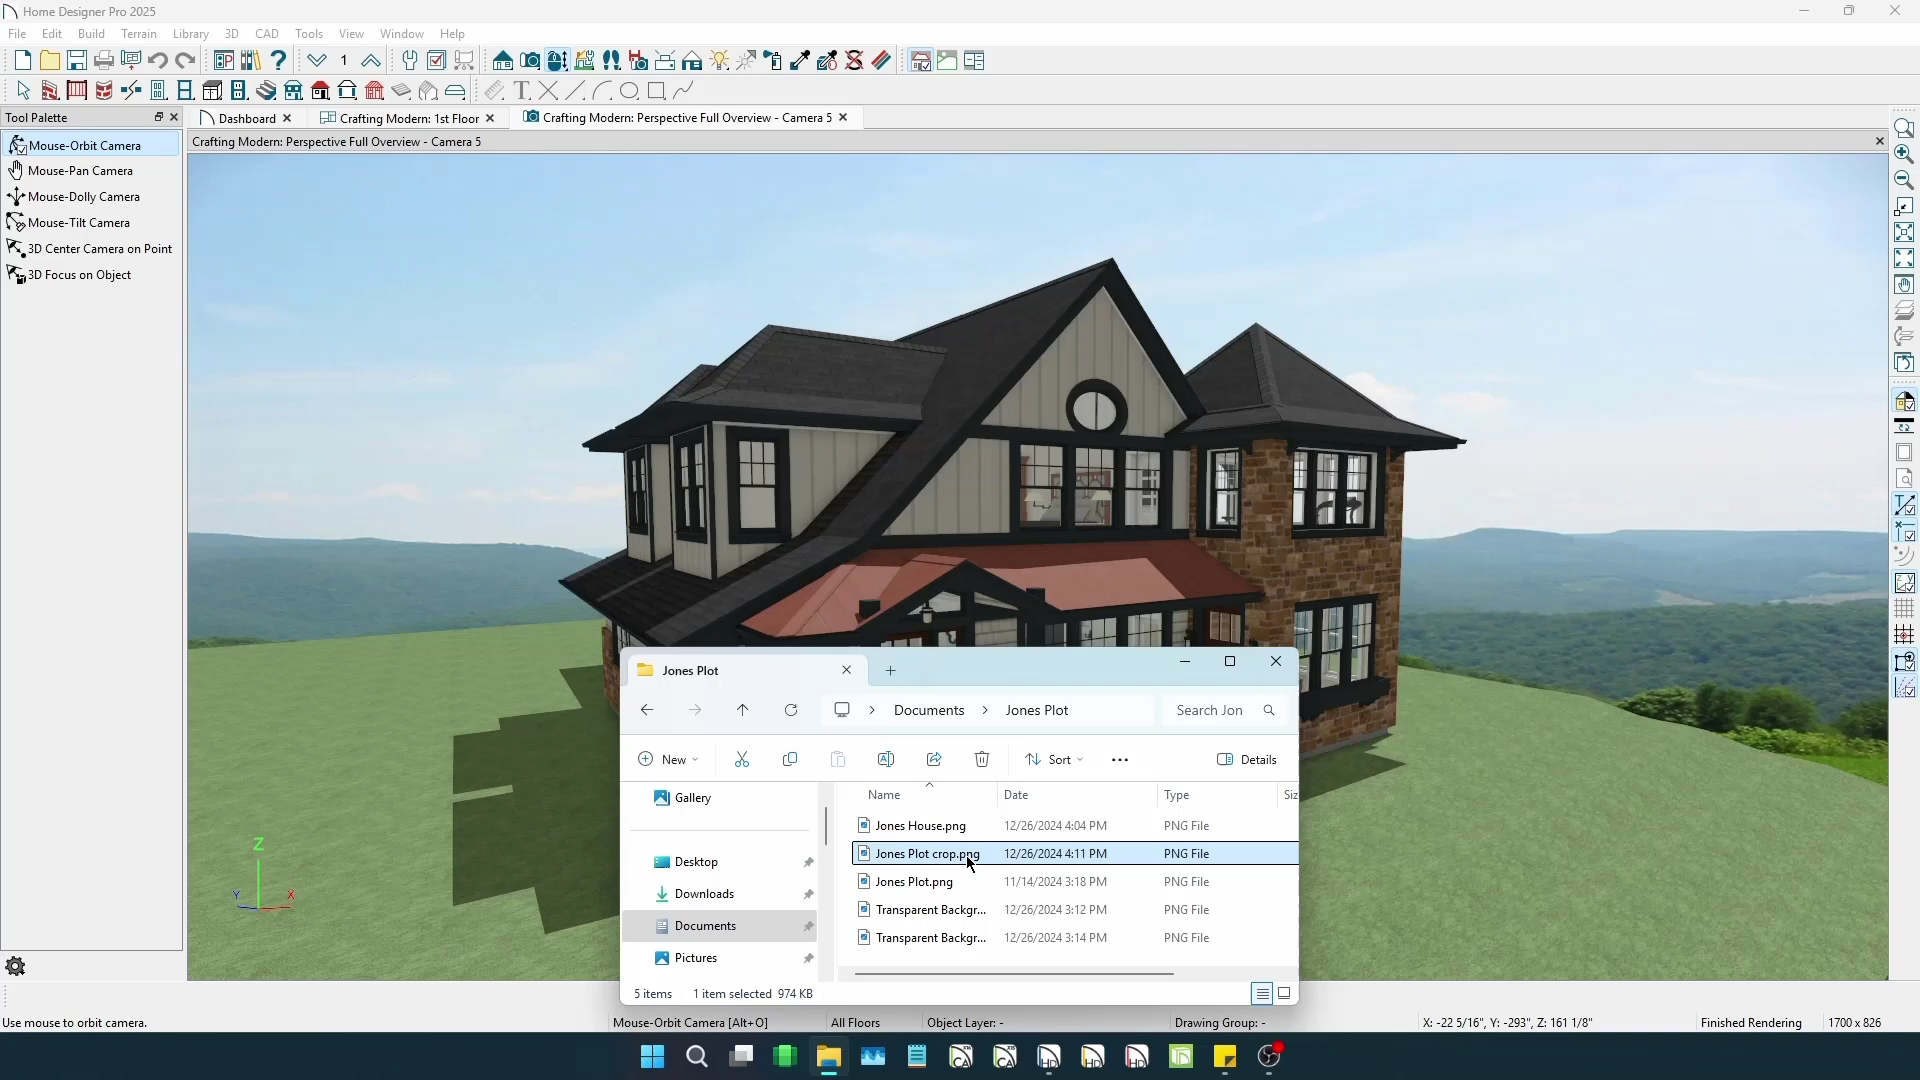 Home Designer Pro 2025
File Edit Build Terrain Library 3D CAD Tools View Window Help
1
Tool Palette
Dashboard
Crafting Modern: 1st Floor
Crafting Modern: Perspective Full Overview - Camera 5
Crafting Modern: Perspective Full Overview - Camera 5
Mouse-Orbit Camera
Mouse-Pan Camera
Mouse-Dolly Camera
Mouse-Tilt Camera
3D Center Camera on Point
3D Focus on Object
Z
Y
X
Jones Plot
Documents
Jones Plot
Search Jon
New
Sort
Details
Gallery
Desktop
Downloads
Documents
Pictures
Name Date Type Siz
Jones House.png 12/26/2024 4:04 PM PNG File
Jones Plot crop.png 12/26/2024 4:11 PM PNG File
Jones Plot.png 11/14/2024 3:18 PM PNG File
Transparent Backgr... 12/26/2024 3:12 PM PNG File
Transparent Backgr... 12/26/2024 3:14 PM PNG File
5 items 1 item selected 974 KB
Use mouse to orbit camera.
Mouse-Orbit Camera [Alt+O]
All Floors
Object Layer: -
Drawing Group: -
X: -22 5/16", Y: -293", Z: 161 1/8"
Finished Rendering
1700 x 826
CA
CA
HD
HD
HD